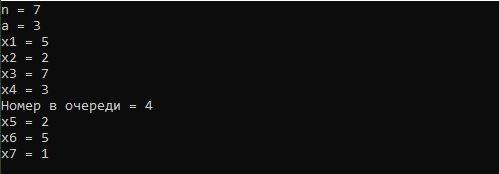 n = 7
a = 3
x1 = 5
x2 = 2
x3 = 7
x4 = 3
Номер в очереди = 4
x5 = 2
x6 = 5
x7 = 1